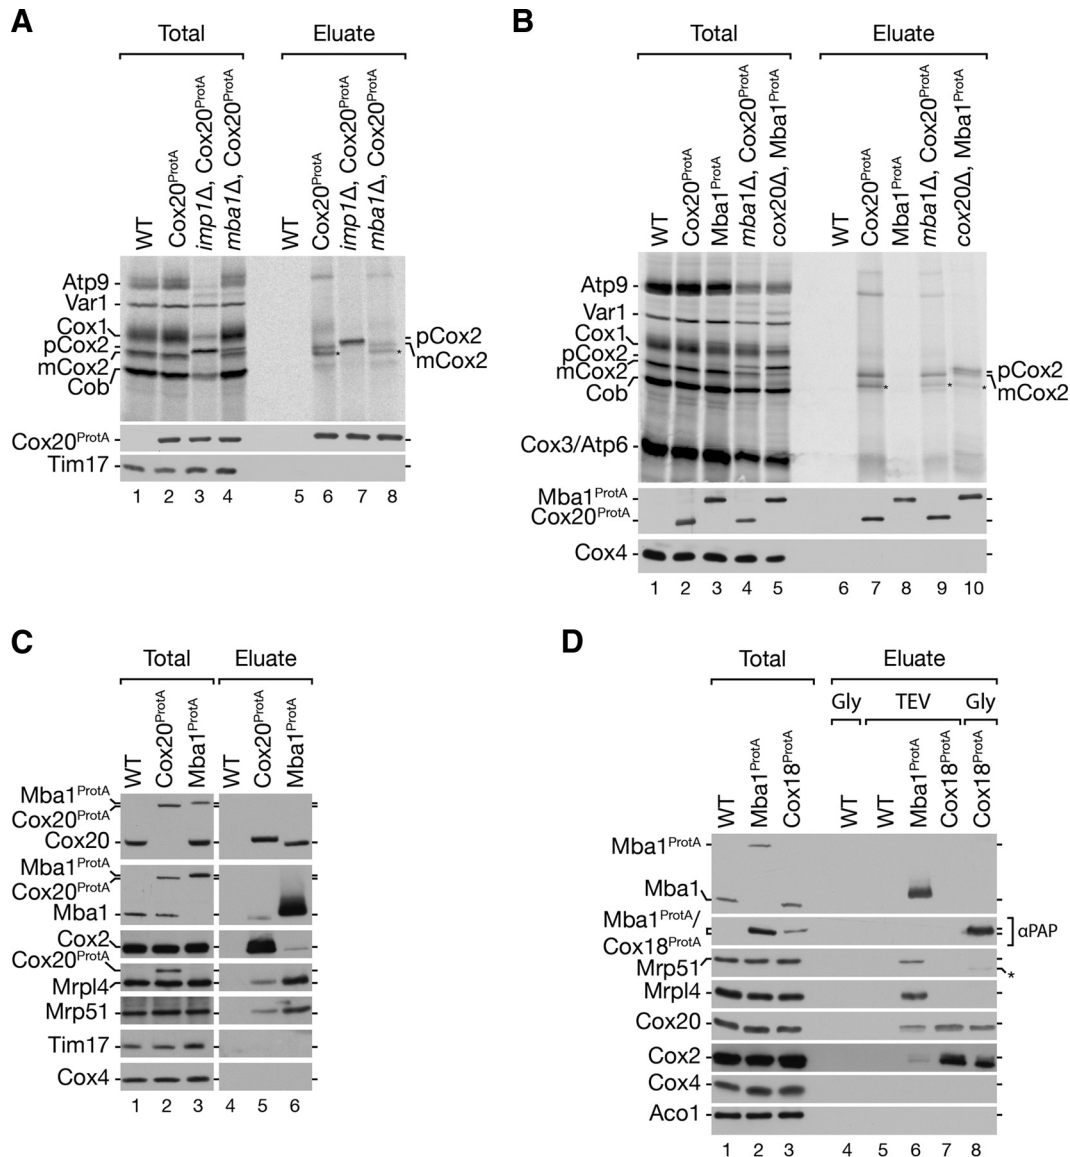 A
Total
Eluate
WT
Cox20ProtA
imp1Δ, Cox20ProtA
mba1Δ, Cox20ProtA
WT
Cox20ProtA
imp1Δ, Cox20ProtA
mba1Δ, Cox20ProtA
Atp9
Var1
Cox1
pCox2
mCox2
Cob
pCox2
mCox2
*
*
Cox20ProtA
Tim17
1 2 3 4 5 6 7 8
B
Total
Eluate
WT
Cox20ProtA
Mba1ProtA
mba1Δ, Cox20ProtA
cox20Δ, Mba1ProtA
WT
Cox20ProtA
Mba1ProtA
mba1Δ, Cox20ProtA
cox20Δ, Mba1ProtA
Atp9
Var1
Cox1
pCox2
mCox2
Cob
pCox2
mCox2
*
*
*
Cox3/Atp6
Mba1ProtA
Cox20ProtA
Cox4
1 2 3 4 5 6 7 8 9 10
C
Total
Eluate
WT
Cox20ProtA
Mba1ProtA
WT
Cox20ProtA
Mba1ProtA
Mba1ProtA
Cox20ProtA
Cox20
Mba1ProtA
Cox20ProtA
Mba1
Cox2
Cox20ProtA
Mrpl4
Mrp51
Tim17
Cox4
1 2 3 4 5 6
D
Total
Eluate
Gly
TEV
Gly
WT
Mba1ProtA
Cox18ProtA
WT
WT
Mba1ProtA
Cox18ProtA
Cox18ProtA
Mba1ProtA
Mba1
Mba1ProtA/
Cox18ProtA
αPAP
Mrp51
*
Mrpl4
Cox20
Cox2
Cox4
Aco1
1 2 3 4 5 6 7 8